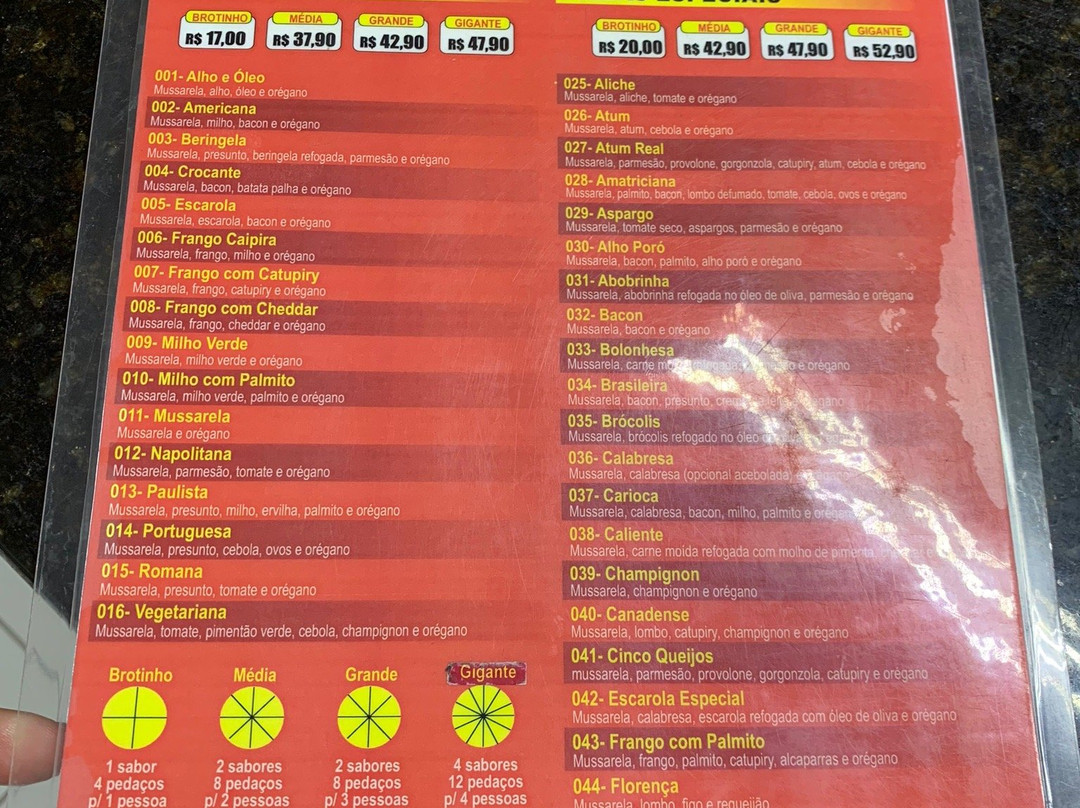 BROTINHO
R$ 17,00
MÉDIA
R$ 37,90
GRANDE
R$ 42,90
GIGANTE
R$ 47,90
001- Alho e Óleo
Mussarela, alho, óleo e orégano
002- Americana
Mussarela, milho, bacon e orégano
003- Beringela
Mussarela, presunto, beringela refogada, parmesão e orégano
004- Crocante
Mussarela, bacon, batata palha e orégano
005- Escarola
Mussarela, escarola, bacon e orégano
006- Frango Caipira
Mussarela, frango, milho e orégano
007- Frango com Catupiry
Mussarela, frango, catupiry e orégano
008- Frango com Cheddar
Mussarela, frango, cheddar e orégano
009- Milho Verde
Mussarela, milho verde e orégano
010- Milho com Palmito
Mussarela, milho verde, palmito e orégano
011- Mussarela
Mussarela e orégano
012- Napolitana
Mussarela, parmesão, tomate e orégano
013- Paulista
Mussarela, presunto, milho, ervilha, palmito e orégano
014- Portuguesa
Mussarela, presunto, cebola, ovos e orégano
015- Romana
Mussarela, presunto, tomate e orégano
016- Vegetariana
Mussarela, tomate, pimentão verde, cebola, champignon e orégano
Brotinho
1 sabor
4 pedaços
p/ 1 pessoa
Média
2 sabores
8 pedaços
p/ 2 pessoas
Grande
2 sabores
8 pedaços
p/ 3 pessoas
Gigante
4 sabores
12 pedaços
p/ 4 pessoas
BROTINHO
R$ 20,00
MÉDIA
R$ 42,90
GRANDE
R$ 47,90
GIGANTE
R$ 52,90
025- Aliche
Mussarela, aliche, tomate e orégano
026- Atum
Mussarela, atum, cebola e orégano
027- Atum Real
Mussarela, parmesão, provolone, gorgonzola, catupiry, atum, cebola e orégano
028- Amatriciana
Mussarela, palmito, bacon, lombo defumado, tomate, cebola, ovos e orégano
029- Aspargo
Mussarela, tomate seco, aspargos, parmesão e orégano
030- Alho Poró
Mussarela, bacon, palmito, alho poró e orégano
031- Abobrinha
Mussarela, abobrinha refogada no óleo de oliva, parmesão e orégano
032- Bacon
Mussarela, bacon e orégano
033- Bolonhesa
Mussarela, carne e orégano
034- Brasileira
Mussarela, bacon, presunto, e orégano
035- Brócolis
Mussarela, brócolis refogado no óleo
036- Calabresa
Mussarela, calabresa (opcional acebolada)
037- Carioca
Mussarela, calabresa, bacon, milho, palmito e orégano
038- Caliente
Mussarela, carne moida refogada com molho de pimenta,
039- Champignon
Mussarela, champignon e orégano
040- Canadense
Mussarela, lombo, catupiry, champignon e orégano
041- Cinco Queijos
mussarela, parmesão, provolone, gorgonzola, catupiry e orégano
042- Escarola Especial
Mussarela, calabresa, escarola refogada com óleo de oliva e orégano
043- Frango com Palmito
Mussarela, frango, palmito, catupiry, alcaparras e orégano
044- Florença
Mussarela, lombo, figo e requeijão